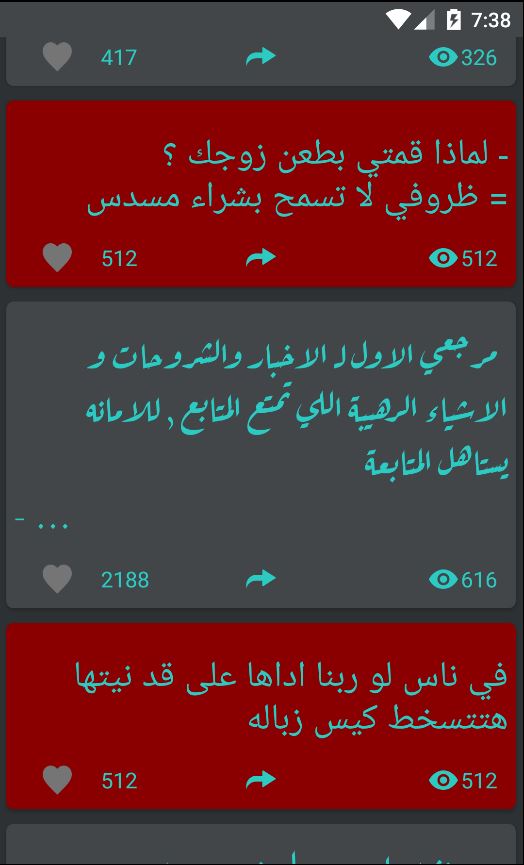 7:38
417 326
- لماذا قمتي بطعن زوجك ؟
= ظروفي لا تسمح بشراء مسدس
512 512
مرجعي الاول لـ الاخبار والشروحات و
الاشياء الرهيبة اللي تمتع المتابع , للامانه
يستاهل المتابعة
- ...
2188 616
في ناس لو ربنا اداها على قد نيتها
هتتسخط كيس زباله
512 512